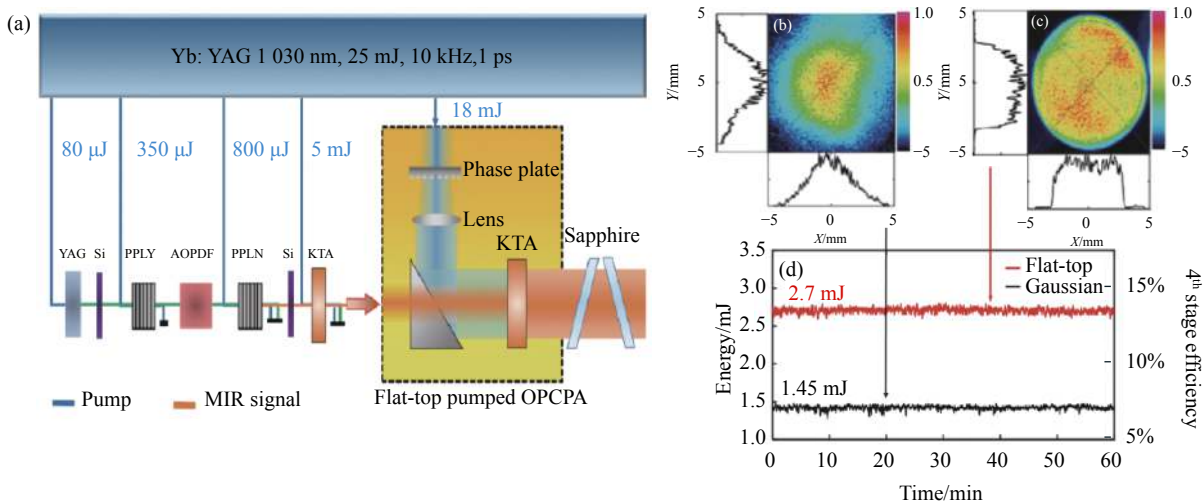 (a)
Yb: YAG 1 030 nm, 25 mJ, 10 kHz,1 ps
80 μJ
350 μJ
800 μJ
5 mJ
18 mJ
Phase plate
Lens
KTA
Sapphire
YAG
Si
PPLY
AOPDF
PPLN
Si
KTA
Pump
MIR signal
Flat-top pumped OPCPA
(b)
5
5
−5
Y/mm
−5
0
5
X/mm
1.0
0.5
−5
(c)
5
5
−5
Y/mm
−5
0
5
X/mm
1.0
0.5
−5
(d)
Flat-top
Gaussian
2.7 mJ
1.45 mJ
3.5
3.0
2.5
2.0
1.5
1.0
Energy/mJ
0
10
20
30
40
50
60
Time/min
15%
10%
5%
4th stage efficiency